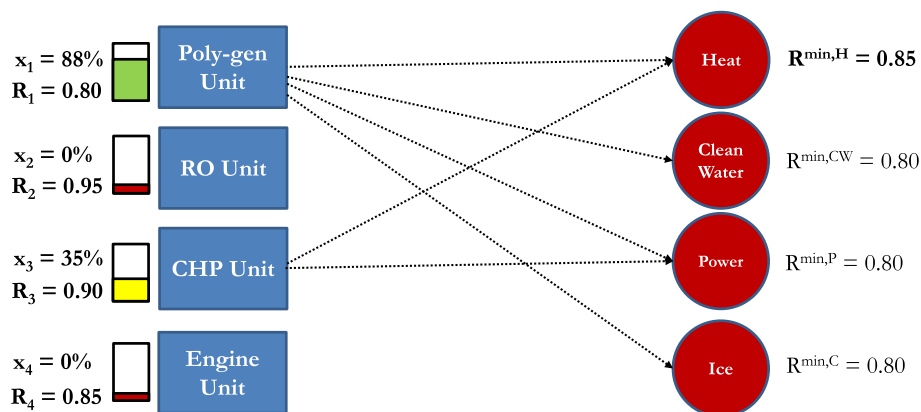 x₁ = 88%
R₁ = 0.80
Poly-gen
Unit
Heat
Rᵐⁱⁿ,ᴴ = 0.85
x₂ = 0%
R₂ = 0.95
RO Unit
Clean
Water
Rᵐⁱⁿ,ᶜᵂ = 0.80
x₃ = 35%
R₃ = 0.90
CHP Unit
Power
Rᵐⁱⁿ,ᴾ = 0.80
x₄ = 0%
R₄ = 0.85
Engine
Unit
Ice
Rᵐⁱⁿ,ᶜ = 0.80